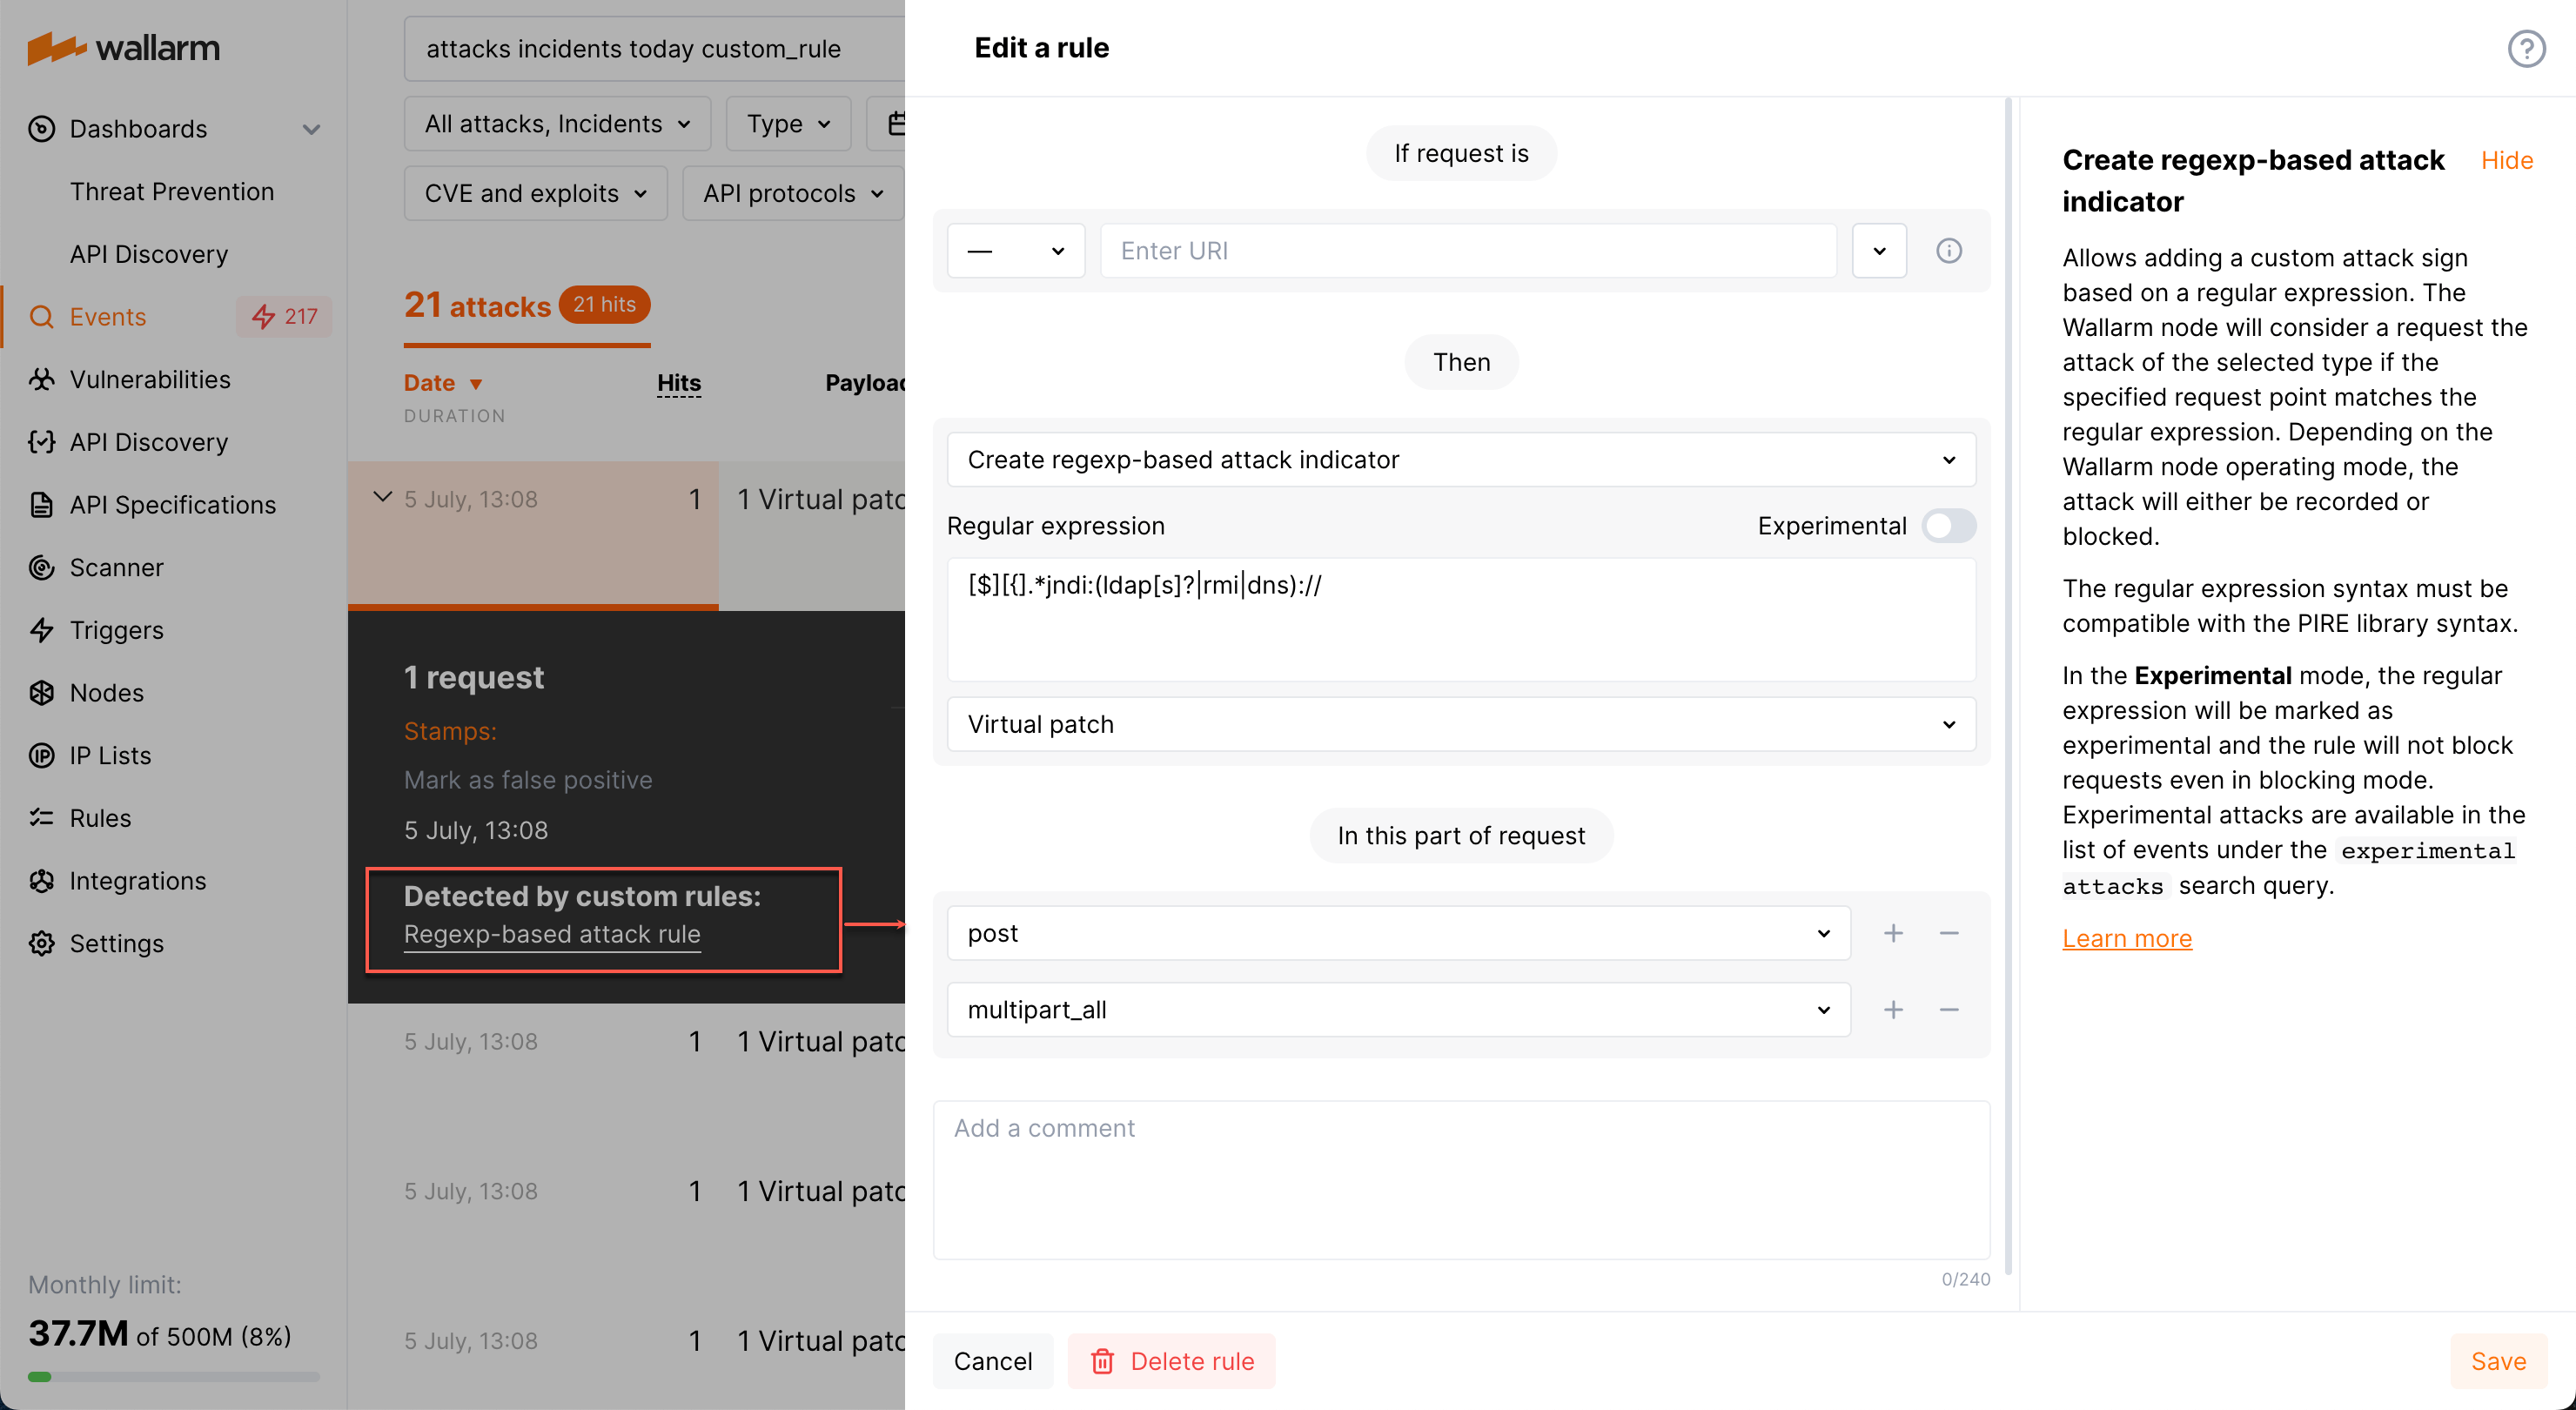 wallarm
Dashboards
Threat Prevention
API Discovery
Events
217
Vulnerabilities
API Discovery
API Specifications
Scanner
Triggers
Nodes
IP Lists
Rules
Integrations
Settings
Monthly limit:
37.7M of 500M (8%)
attacks incidents today custom_rule
All attacks, Incidents
Type
CVE and exploits
API protocols
21 attacks 21 hits
Date
Hits
Payload
DURATION
5 July, 13:08
1
1 Virtual patc
1 request
Stamps:
Mark as false positive
5 July, 13:08
Detected by custom rules:
Regexp-based attack rule
5 July, 13:08
1
1 Virtual patc
5 July, 13:08
1
1 Virtual patc
5 July, 13:08
1
1 Virtual patc
Edit a rule
If request is
—
Enter URI
Then
Create regexp-based attack indicator
Regular expression
Experimental
[$][{].*jndi:(ldap[s]?|rmi|dns)://
Virtual patch
In this part of request
post
multipart_all
Add a comment
0/240
Cancel
Delete rule
Save
Create regexp-based attack
indicator
Hide
Allows adding a custom attack sign
based on a regular expression. The
Wallarm node will consider a request the
attack of the selected type if the
specified request point matches the
regular expression. Depending on the
Wallarm node operating mode, the
attack will either be recorded or
blocked.
The regular expression syntax must be
compatible with the PIRE library syntax.
In the Experimental mode, the regular
expression will be marked as
experimental and the rule will not block
requests even in blocking mode.
Experimental attacks are available in the
list of events under the experimental
attacks search query.
Learn more